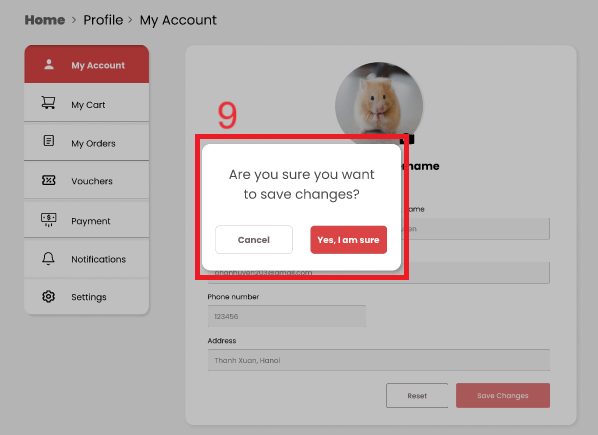 Home > Profile > My Account
My Account
My Cart
My Orders
Vouchers
Payment
Notifications
Settings
9
Are you sure you want
to save changes?
Cancel
Yes, I am sure
Phone number
123456
Address
Thanh Xuan, Hanoi
Reset
Save Changes